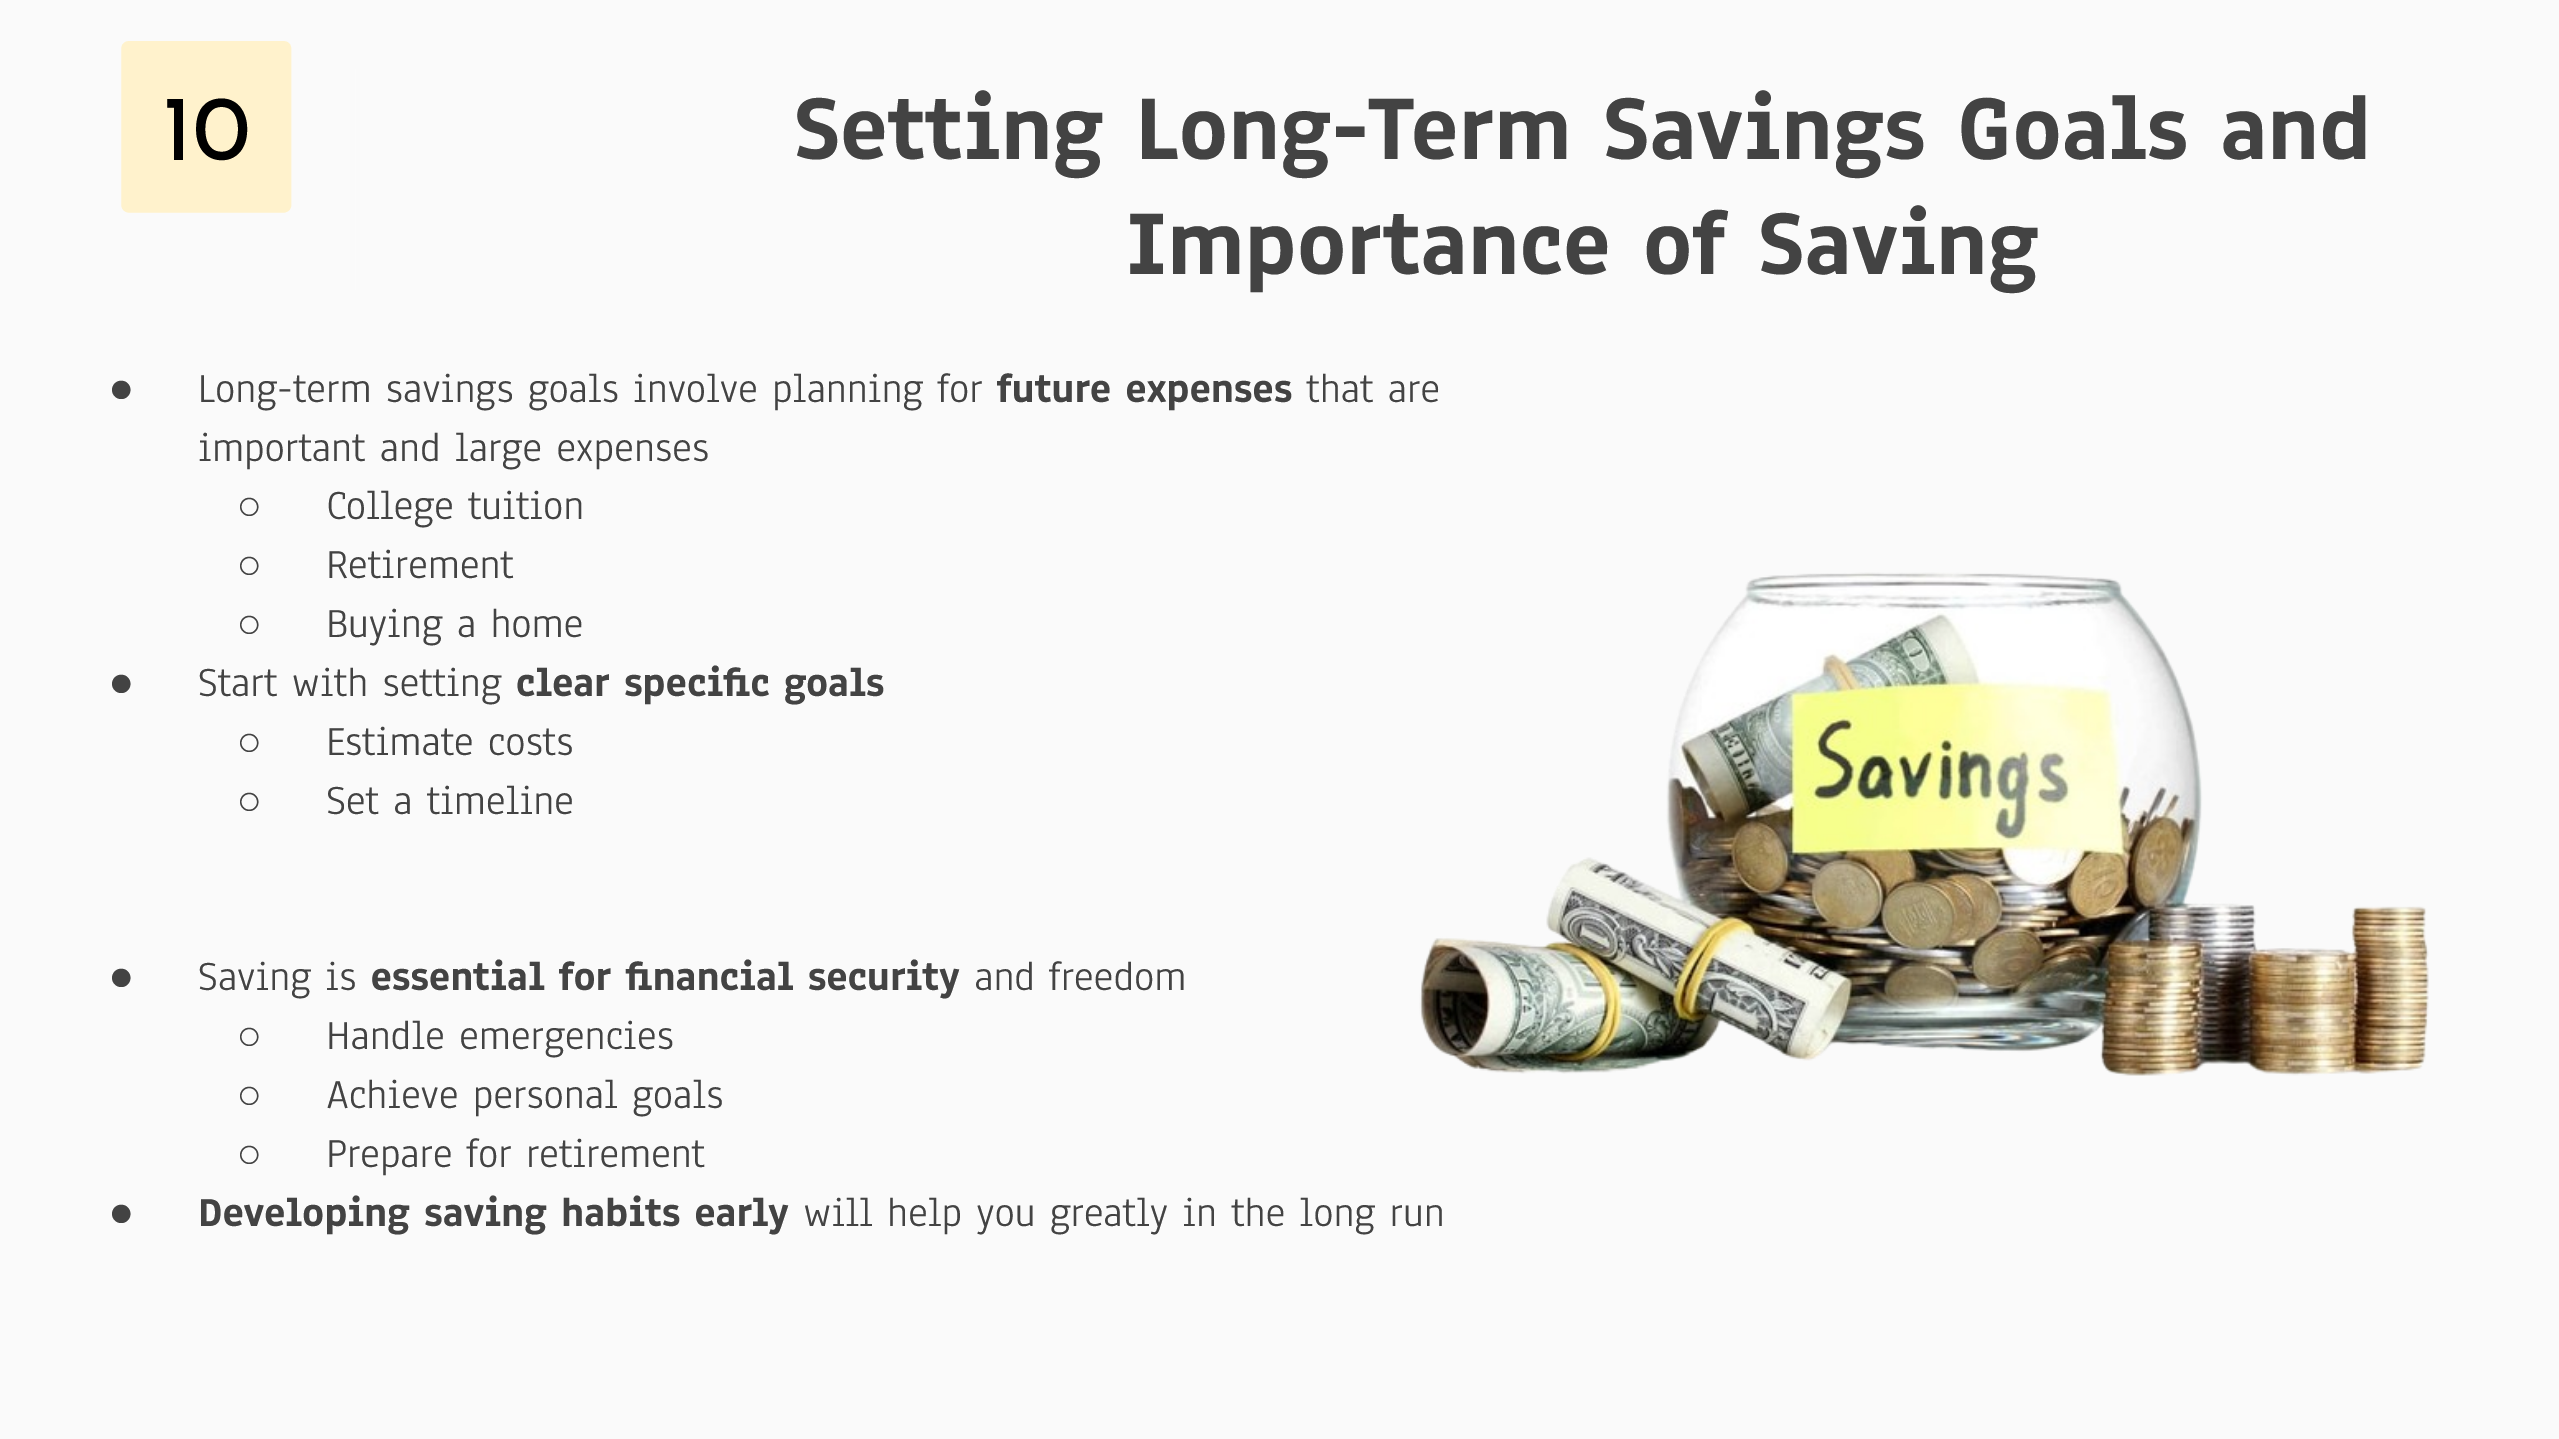 10
Setting Long-Term Savings Goals and
Importance of Saving
● Long-term savings goals involve planning for future expenses that are
important and large expenses
○ College tuition
○ Retirement
○ Buying a home
● Start with setting clear specific goals
○ Estimate costs
○ Set a timeline
● Saving is essential for financial security and freedom
○ Handle emergencies
○ Achieve personal goals
○ Prepare for retirement
● Developing saving habits early will help you greatly in the long run
Savings